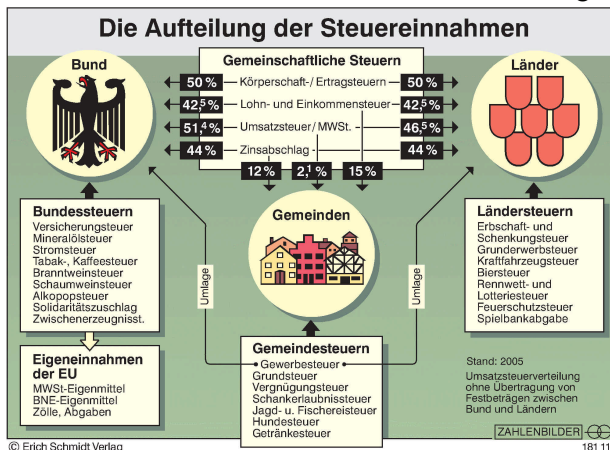 Die Aufteilung der Steuereinnahmen
Bund
Gemeinschaftliche Steuern
Länder
50 % Körperschaft-/Ertragsteuern 50 %
42,5 % Lohn- und Einkommensteuer 42,5 %
51,4 % Umsatzsteuer/MWSt. 46,5 %
44 % Zinsabschlag 44 %
12 % 2,1 % 15 %
Gemeinden
Bundessteuern
Versicherungsteuer
Mineralölsteuer
Stromsteuer
Tabak-, Kaffeesteuer
Branntweinsteuer
Schaumweinsteuer
Alkopopsteuer
Solidaritätszuschlag
Zwischenerzeugnisst.
Eigeneinnahmen
der EU
MWSt-Eigenmittel
BNE-Eigenmittel
Zölle, Abgaben
Umlage
Umlage
Gemeindesteuern
Gewerbesteuer
Grundsteuer
Vergnügungsteuer
Schankerlaubnissteuer
Jagd- u. Fischereisteuer
Hundesteuer
Getränkesteuer
Ländersteuern
Erbschaft- und
Schenkungsteuer
Grunderwerbsteuer
Kraftfahrzeugsteuer
Biersteuer
Rennwett- und
Lotteriesteuer
Feuerschutzsteuer
Spielbankabgabe
Stand: 2005
Umsatzsteuerverteilung
ohne Übertragung von
Festbeträgen zwischen
Bund und Ländern
ZAHLENBILDER
© Erich Schmidt Verlag
181 11